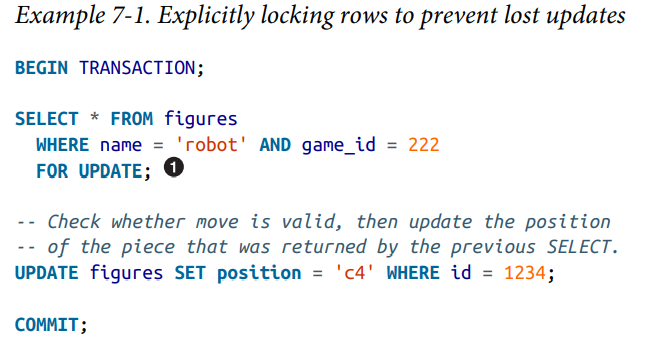 Example 7-1. Explicitly locking rows to prevent lost updates
BEGIN TRANSACTION;
SELECT * FROM figures
WHERE name = 'robot' AND game_id = 222
FOR UPDATE; ❶
-- Check whether move is valid, then update the position
-- of the piece that was returned by the previous SELECT.
UPDATE figures SET position = 'c4' WHERE id = 1234;
COMMIT;